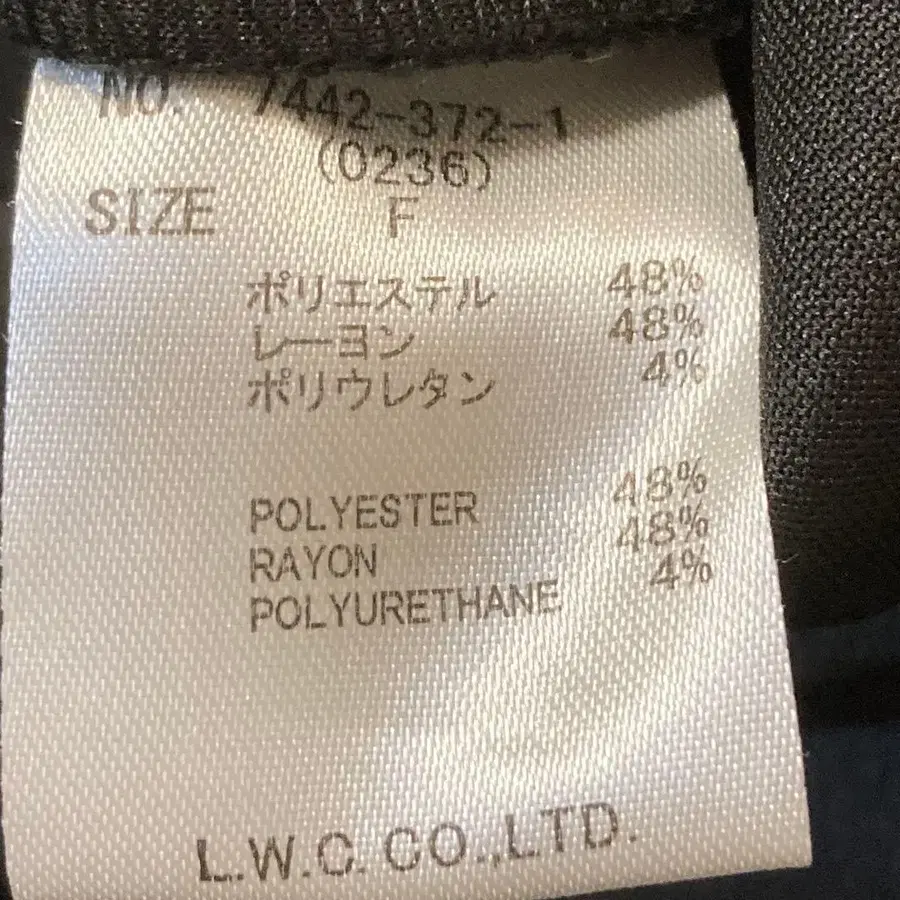 NO. 7442-372-1
(0236)
SIZE F
ポリエステル 48%
レーヨン 48%
ポリウレタン 4%
POLYESTER 48%
RAYON 48%
POLYURETHANE 4%
L.W.C. CO.,LTD.